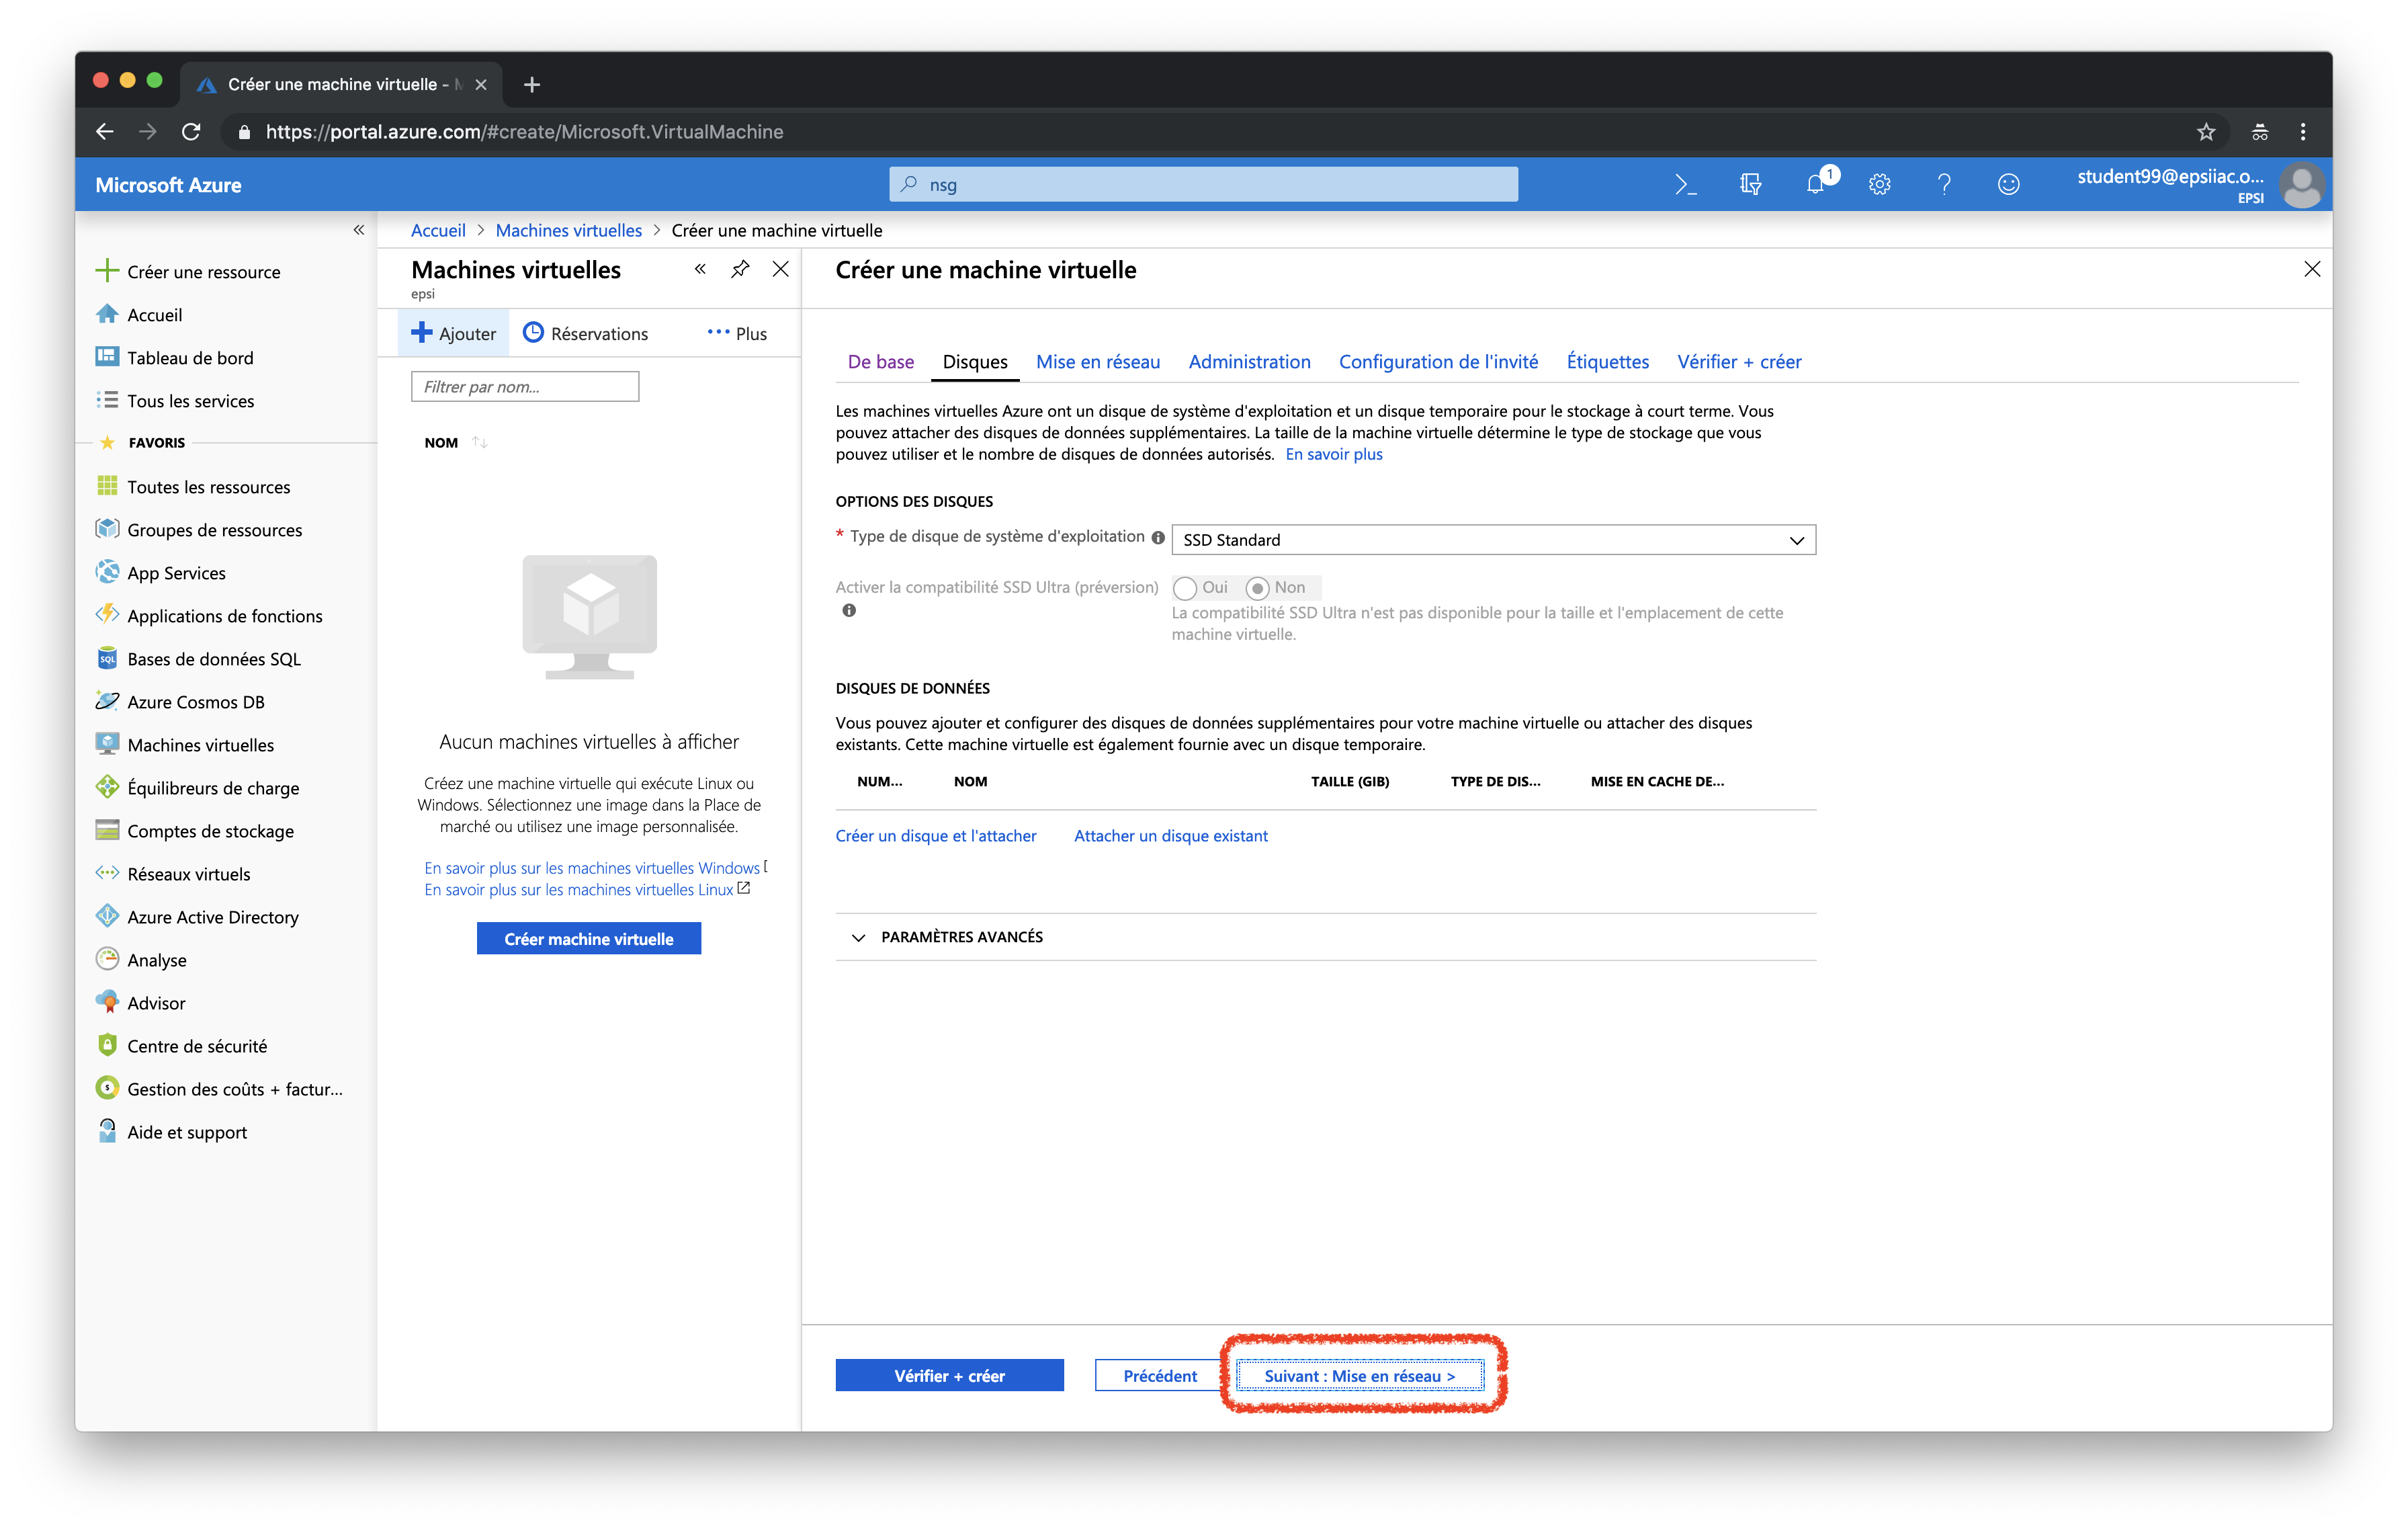 Créer une machine virtuelle - M
https://portal.azure.com/#create/Microsoft.VirtualMachine
Microsoft Azure
nsg
1
student99@epsiiac.o...
EPSI
Accueil > Machines virtuelles > Créer une machine virtuelle
Créer une ressource
Accueil
Tableau de bord
Tous les services
FAVORIS
Toutes les ressources
Groupes de ressources
App Services
Applications de fonctions
Bases de données SQL
Azure Cosmos DB
Machines virtuelles
Équilibreurs de charge
Comptes de stockage
Réseaux virtuels
Azure Active Directory
Analyse
Advisor
Centre de sécurité
Gestion des coûts + factur...
Aide et support
Machines virtuelles
epsi
Ajouter
Réservations
Plus
Filtrer par nom...
NOM
Aucun machines virtuelles à afficher
Créez une machine virtuelle qui exécute Linux ou
Windows. Sélectionnez une image dans la Place de
marché ou utilisez une image personnalisée.
En savoir plus sur les machines virtuelles Windows
En savoir plus sur les machines virtuelles Linux
Créer machine virtuelle
Créer une machine virtuelle
De base Disques Mise en réseau Administration Configuration de l'invité Étiquettes Vérifier + créer
Les machines virtuelles Azure ont un disque de système d'exploitation et un disque temporaire pour le stockage à court terme. Vous
pouvez attacher des disques de données supplémentaires. La taille de la machine virtuelle détermine le type de stockage que vous
pouvez utiliser et le nombre de disques de données autorisés. En savoir plus
OPTIONS DES DISQUES
* Type de disque de système d'exploitation
SSD Standard
Activer la compatibilité SSD Ultra (préversion)
Oui Non
La compatibilité SSD Ultra n'est pas disponible pour la taille et l'emplacement de cette
machine virtuelle.
DISQUES DE DONNÉES
Vous pouvez ajouter et configurer des disques de données supplémentaires pour votre machine virtuelle ou attacher des disques
existants. Cette machine virtuelle est également fournie avec un disque temporaire.
NUM... NOM TAILLE (GIB) TYPE DE DIS... MISE EN CACHE DE...
Créer un disque et l'attacher Attacher un disque existant
PARAMÈTRES AVANCÉS
Vérifier + créer
Précédent
Suivant : Mise en réseau >